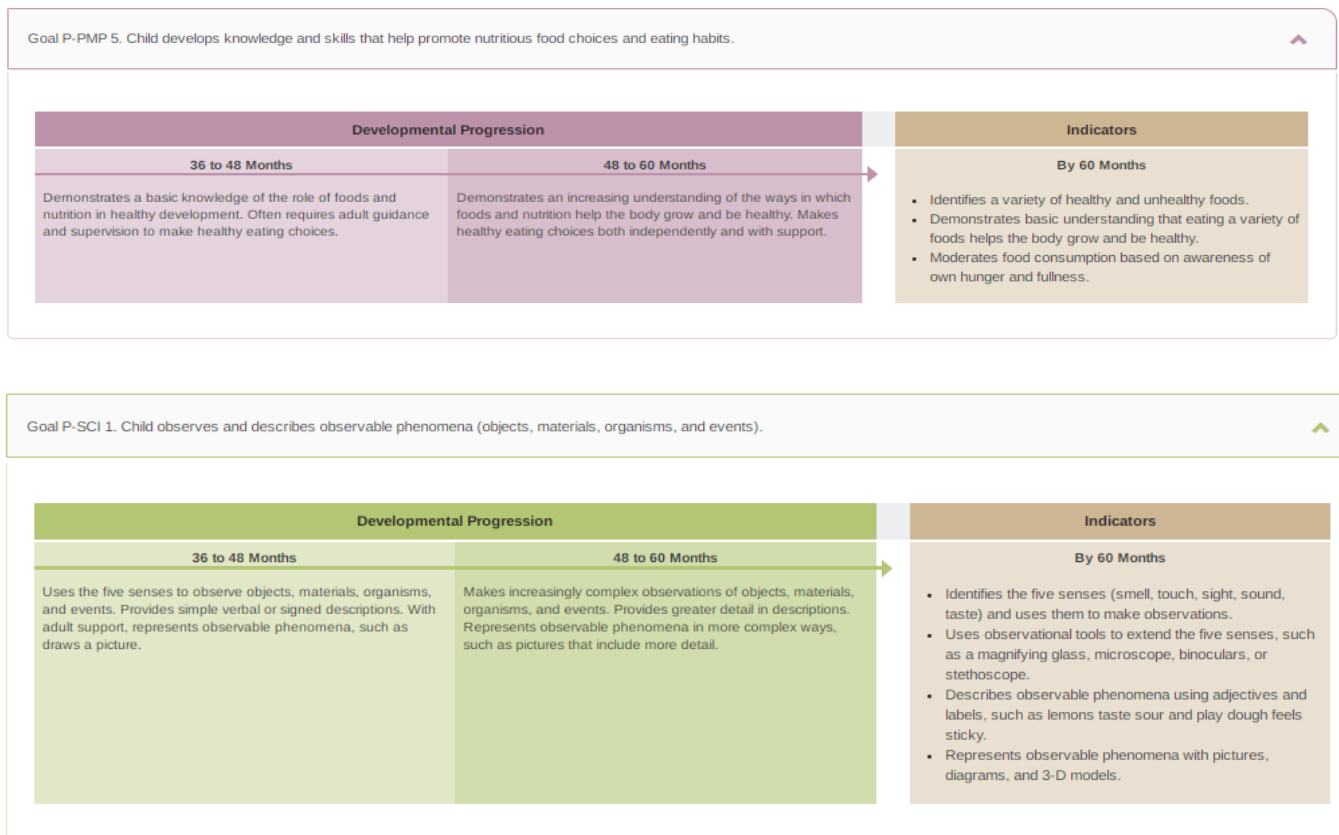 Goal P-PMP 5. Child develops knowledge and skills that help promote nutritious food choices and eating habits.
Developmental Progression
Indicators
36 to 48 Months
48 to 60 Months
By 60 Months
Demonstrates a basic knowledge of the role of foods and
nutrition in healthy development. Often requires adult guidance
and supervision to make healthy eating choices.
Demonstrates an increasing understanding of the ways in which
foods and nutrition help the body grow and be healthy. Makes
healthy eating choices both independently and with support.
• Identifies a variety of healthy and unhealthy foods.
• Demonstrates basic understanding that eating a variety of
foods helps the body grow and be healthy.
• Moderates food consumption based on awareness of
own hunger and fullness.
Goal P-SCI 1. Child observes and describes observable phenomena (objects, materials, organisms, and events).
Developmental Progression
Indicators
36 to 48 Months
48 to 60 Months
By 60 Months
Uses the five senses to observe objects, materials, organisms,
and events. Provides simple verbal or signed descriptions. With
adult support, represents observable phenomena, such as
draws a picture.
Makes increasingly complex observations of objects, materials,
organisms, and events. Provides greater detail in descriptions.
Represents observable phenomena in more complex ways,
such as pictures that include more detail.
• Identifies the five senses (smell, touch, sight, sound,
taste) and uses them to make observations.
• Uses observational tools to extend the five senses, such
as a magnifying glass, microscope, binoculars, or
stethoscope.
• Describes observable phenomena using adjectives and
labels, such as lemons taste sour and play dough feels
sticky.
• Represents observable phenomena with pictures,
diagrams, and 3-D models.